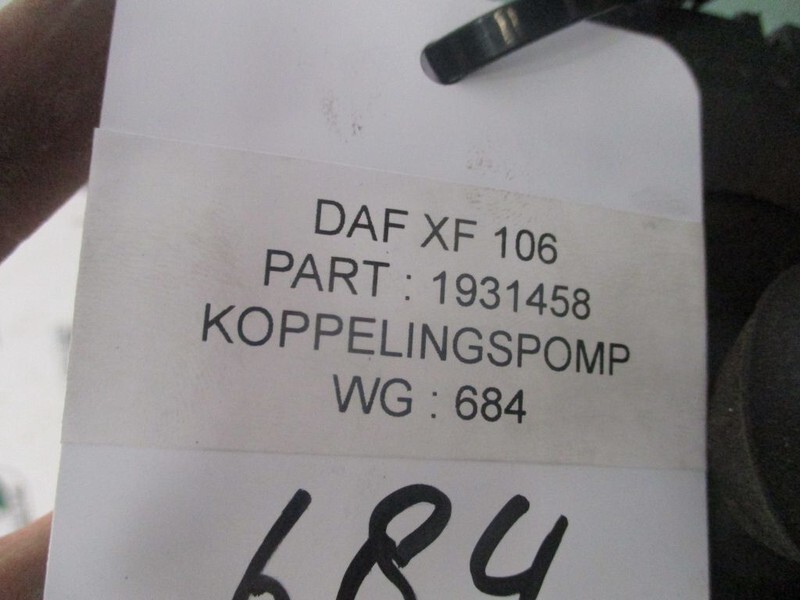 DAF XF 106
PART : 1931458
KOPPELINGSPOMP
WG : 684
684